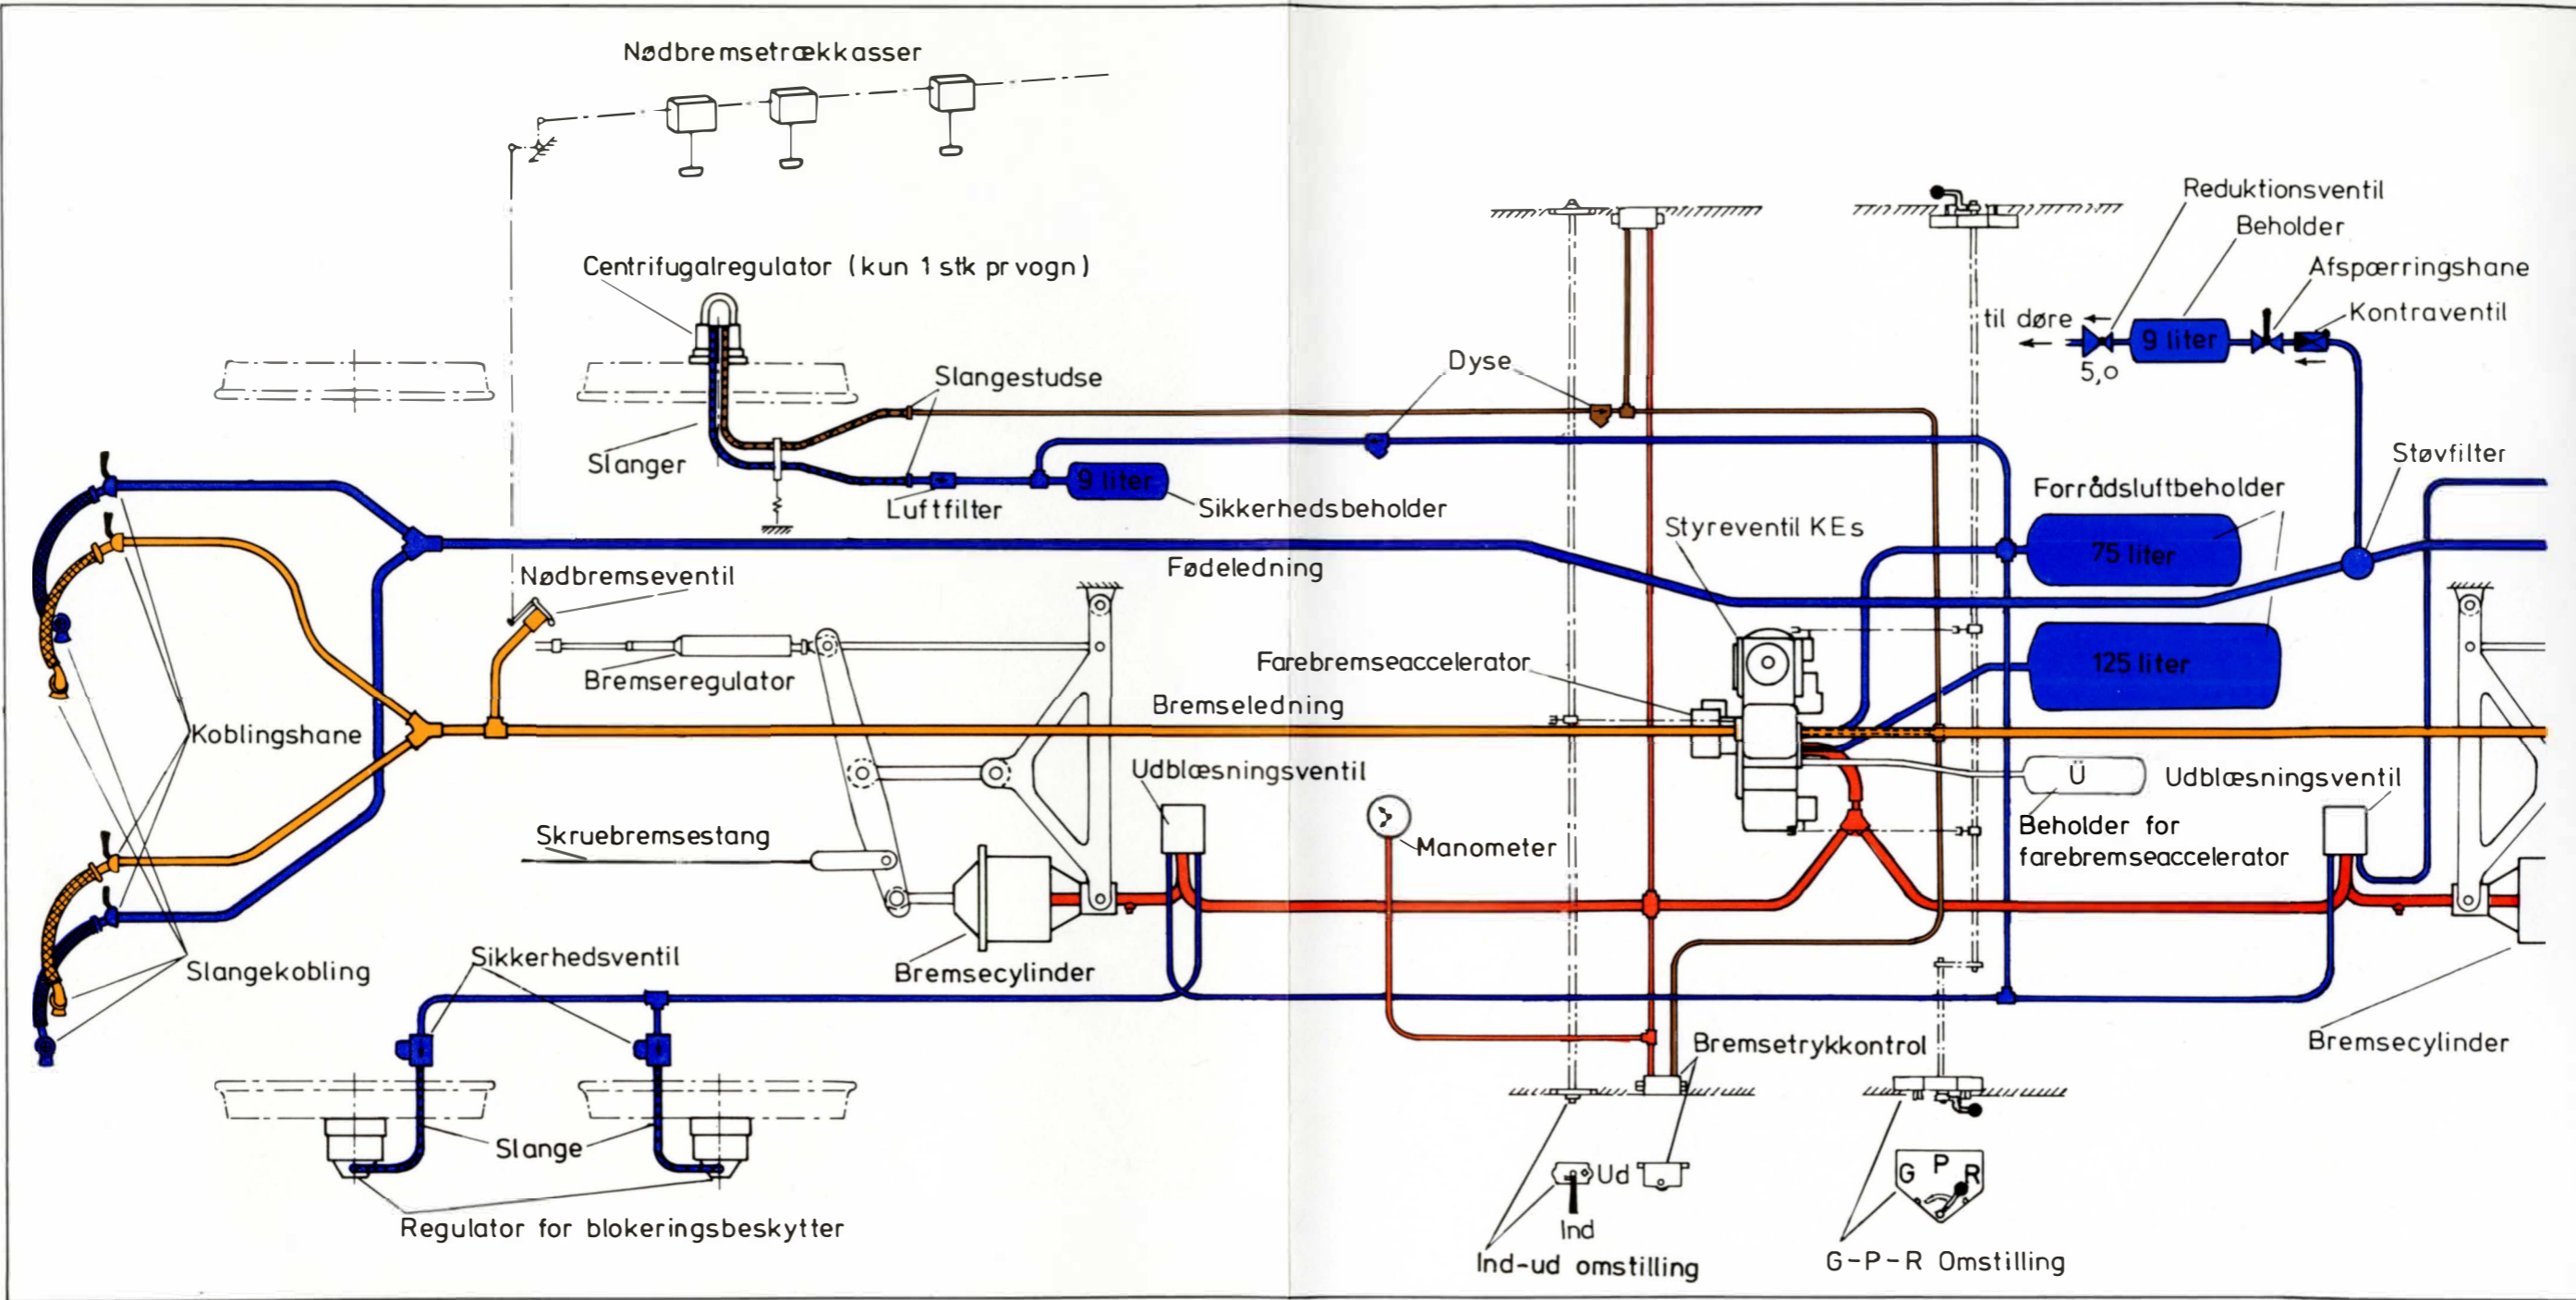 Nødbremsetrækkasser
Centrifugalregulator (kun 1 stk pr vogn)
Reduktionsventil
Beholder
Afspærringshane
Kontraventil
til døre
9 liter
5,0
Dyse
Slangestudse
Slanger
9 liter
Luftfilter
Sikkerhedsbeholder
Støvfilter
Forrådsluftbeholder
Styreventil KEs
75 liter
Fødeledning
Nødbremseventil
Farebremseaccelerator
125 liter
Bremseregulator
Bremseledning
Koblingshane
Udblæsningsventil
Ü
Udblæsningsventil
Skruebremsestang
Manometer
Beholder for
farebremseaccelerator
Slangekobling
Sikkerhedsventil
Bremsecylinder
Bremsetrykkontrol
Bremsecylinder
Slange
Ud
G P R
Ind
Regulator for blokeringsbeskytter
Ind-ud omstilling
G-P-R Omstilling